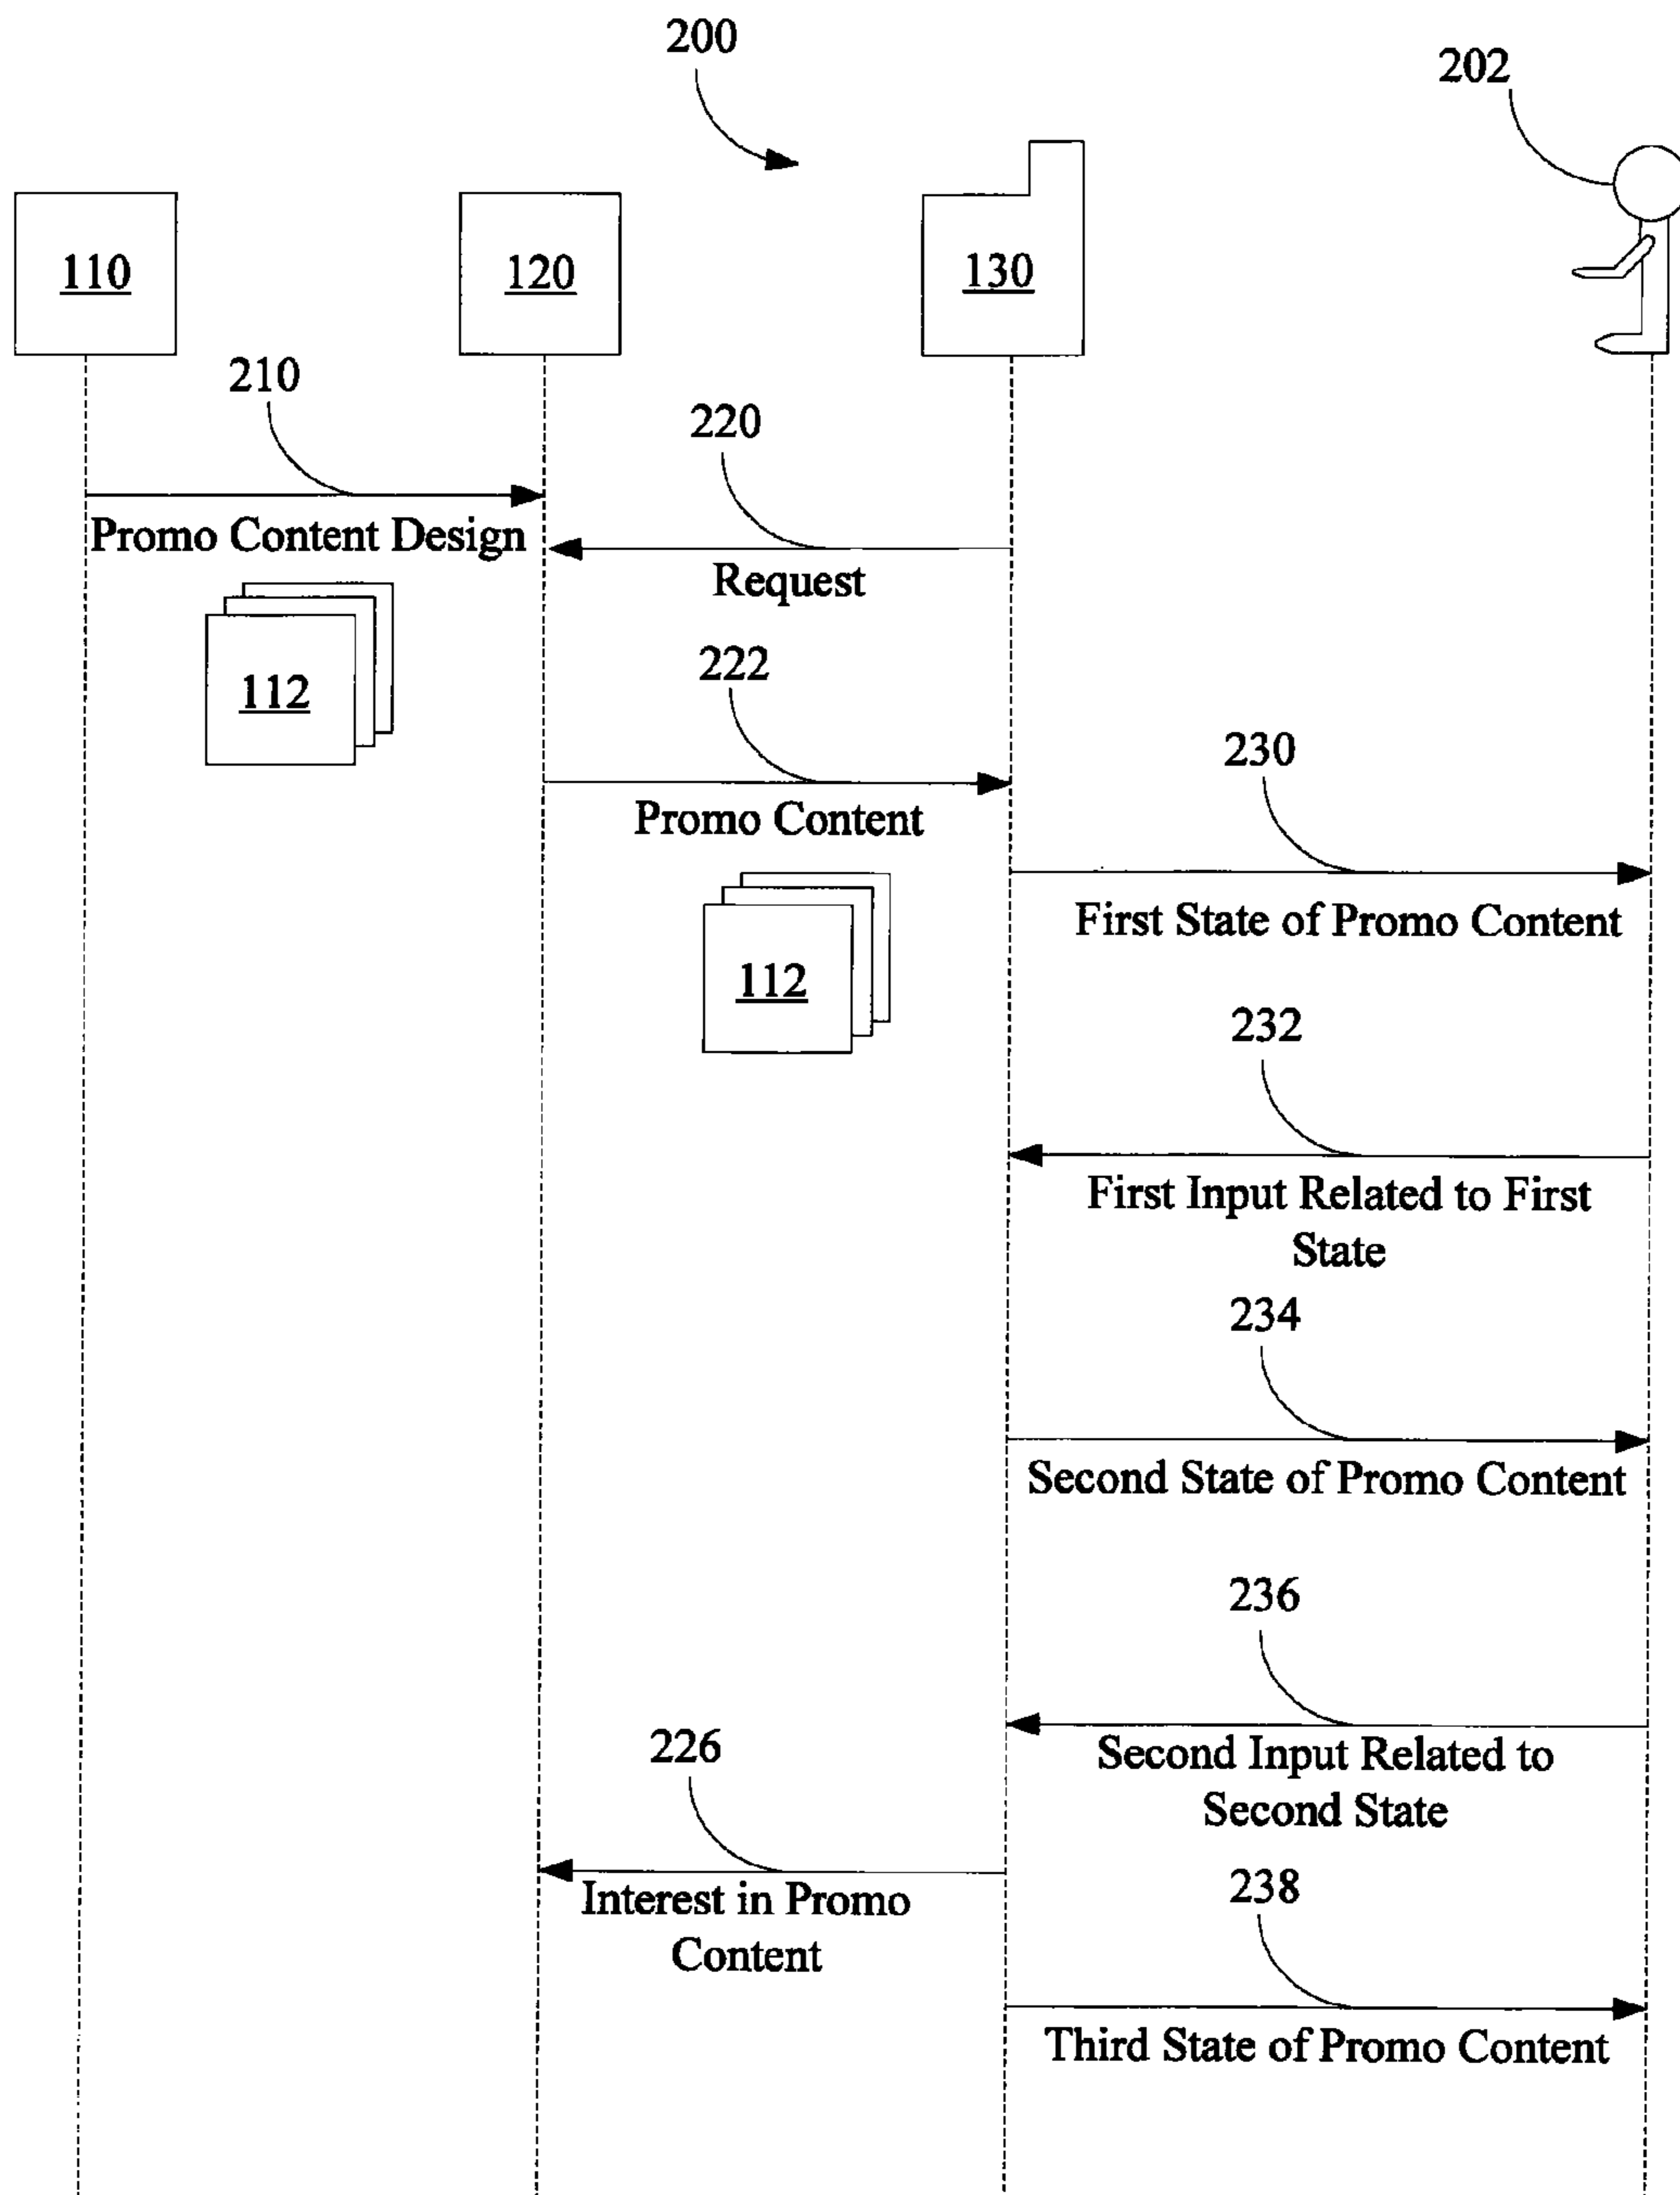 200
202
110
120
130
210
220
Promo Content Design
Request
112
222
230
Promo Content
First State of Promo Content
112
232
First Input Related to First
State
234
Second State of Promo Content
236
226
Second Input Related to
Second State
Interest in Promo
Content
238
Third State of Promo Content